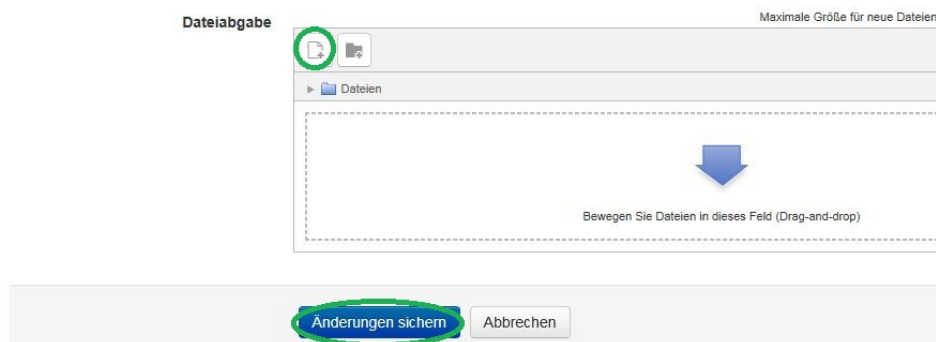 Dateiabgabe
Maximale Größe für neue Dateien
Dateien
Bewegen Sie Dateien in dieses Feld (Drag-and-drop)
Änderungen sichern
Abbrechen